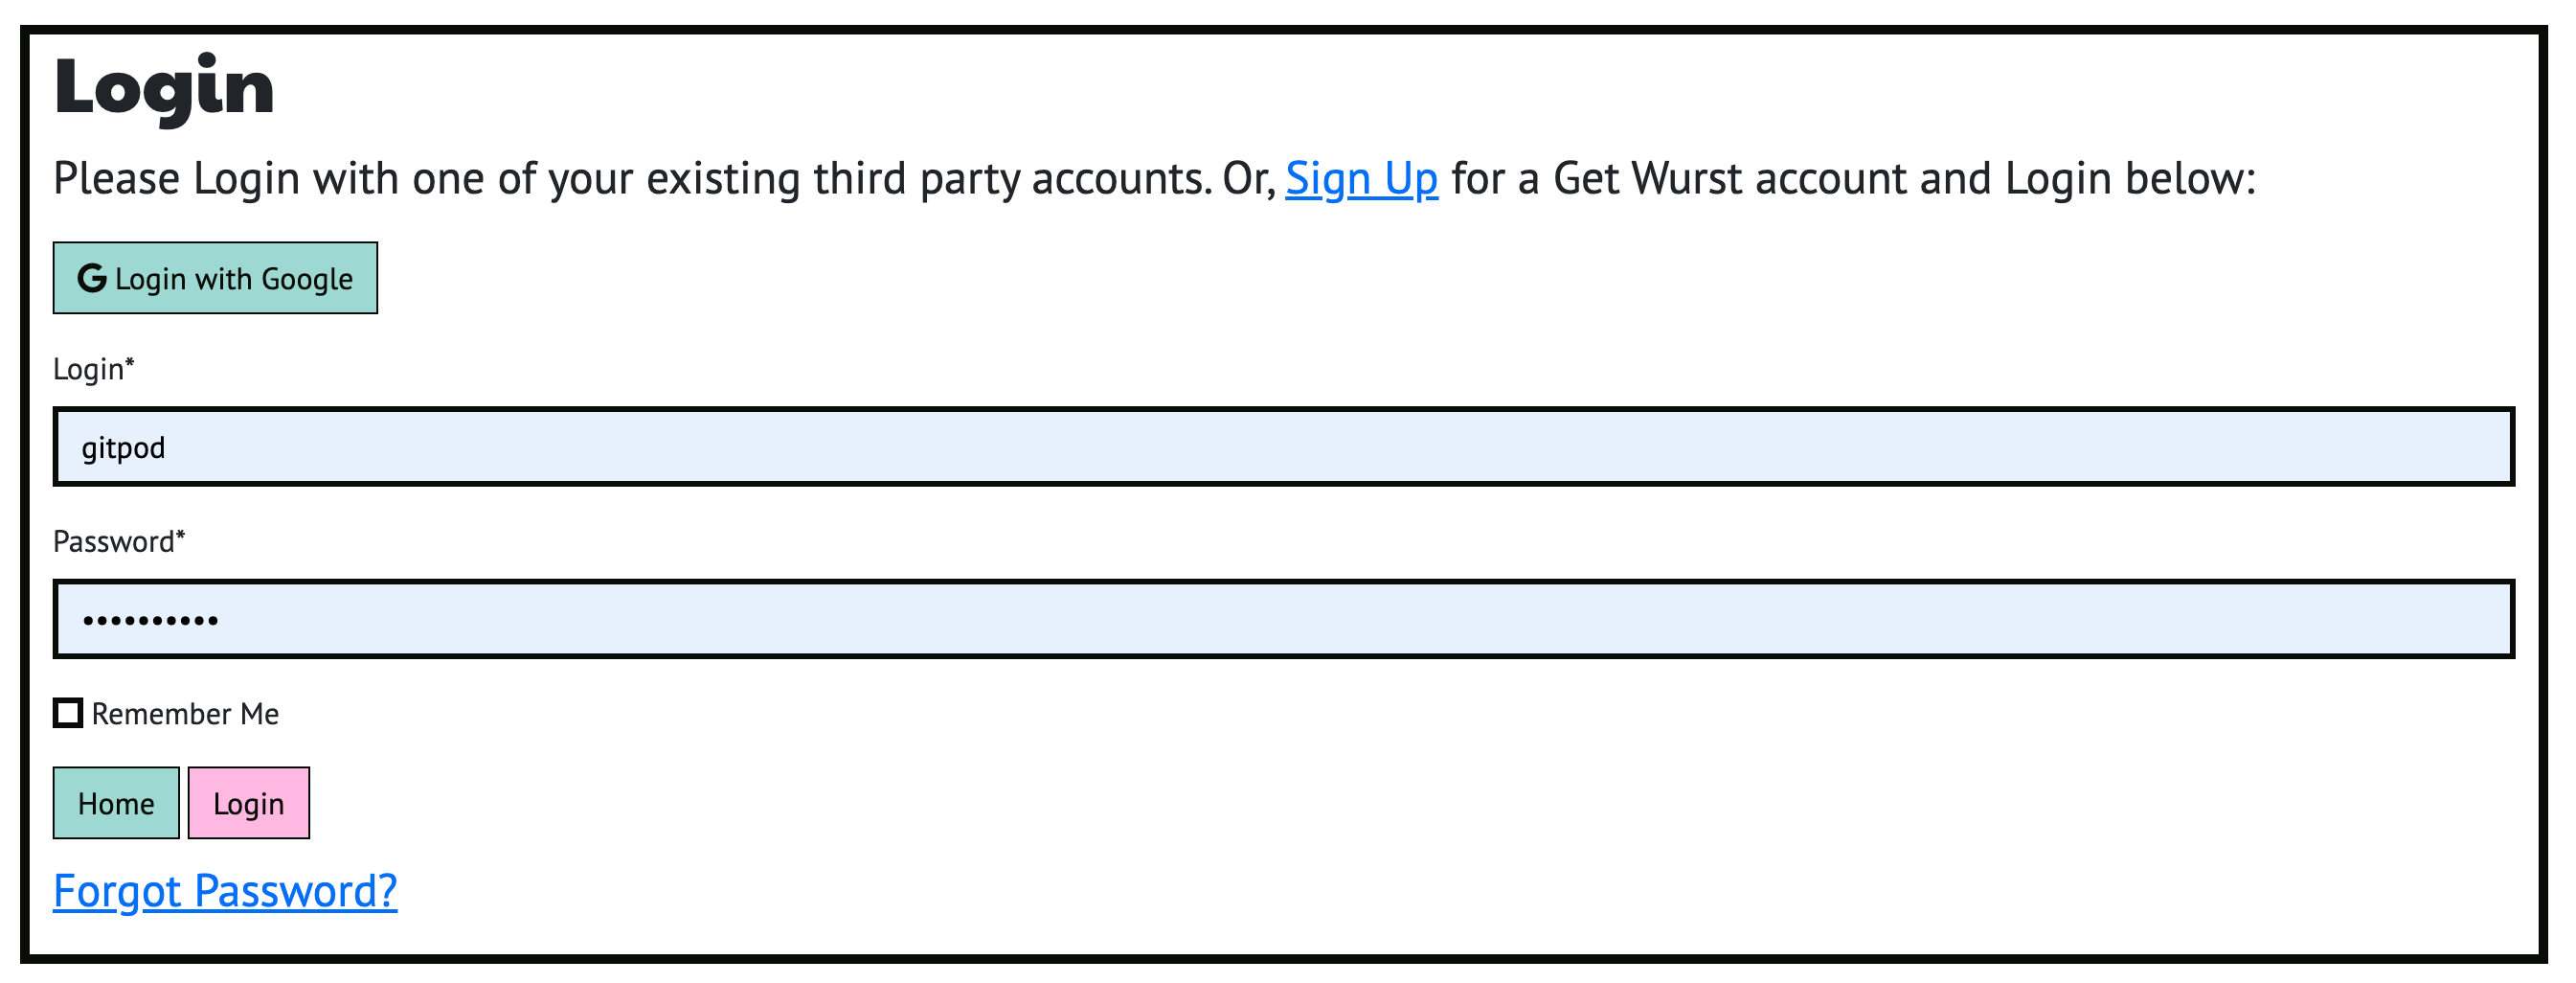 Login
Please Login with one of your existing third party accounts. Or, Sign Up for a Get Wurst account and Login below:
Login with Google
Login*
gitpod
Password*
••••••••••
Remember Me
Home Login
Forgot Password?